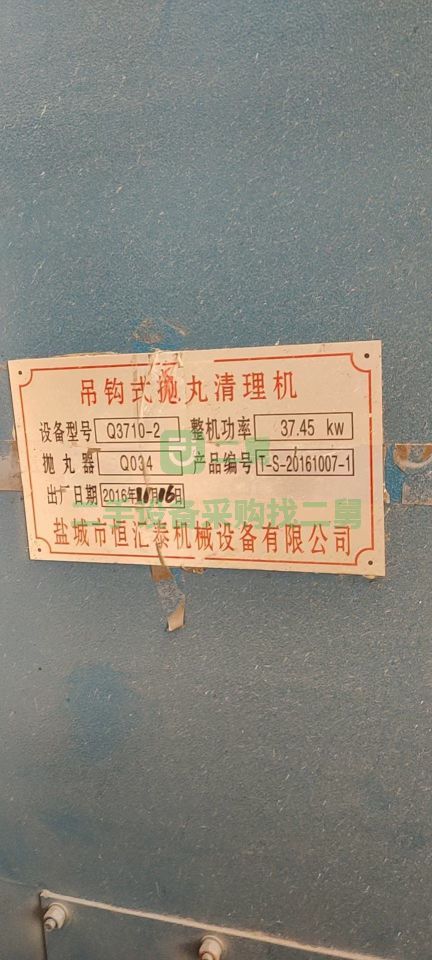 吊钩式抛丸清理机
设备型号 Q3710-2 整机功率 37.45 kw
抛丸器 Q034 产品编号 T-S-20161007-1
出厂日期 2016年 月16日
盐城市恒汇泰机械设备有限公司
二手设备采购找二舅